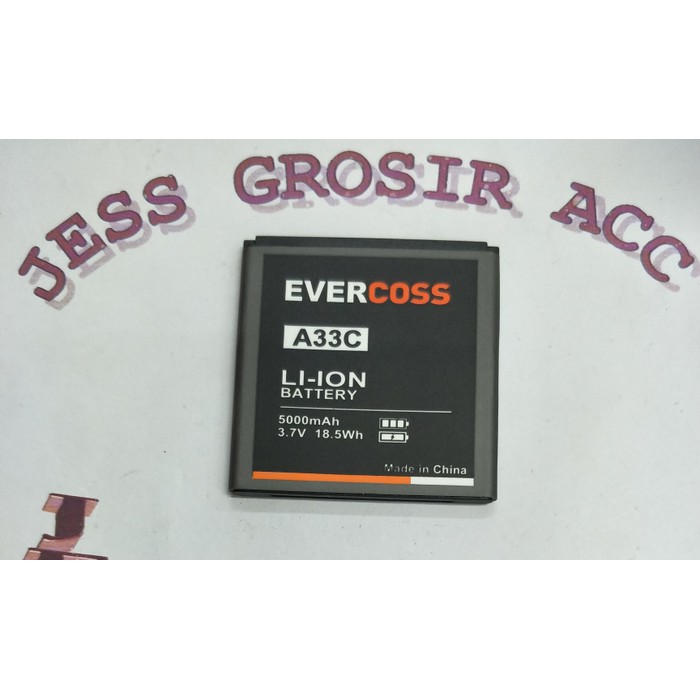 JESS GROSIR ACC
EVERCOSS
A33C
LI-ION
BATTERY
5000mAh
3.7V 18.5Wh
Made in China